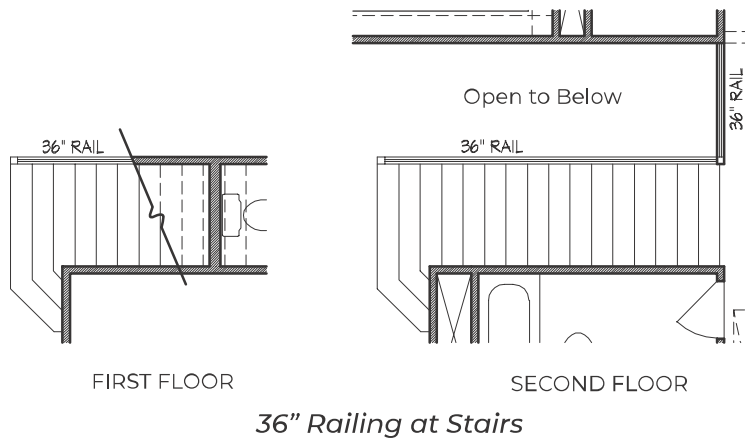 Open to Below
36" RAIL
36" RAIL
36" RAIL
FIRST FLOOR
SECOND FLOOR
36” Railing at Stairs